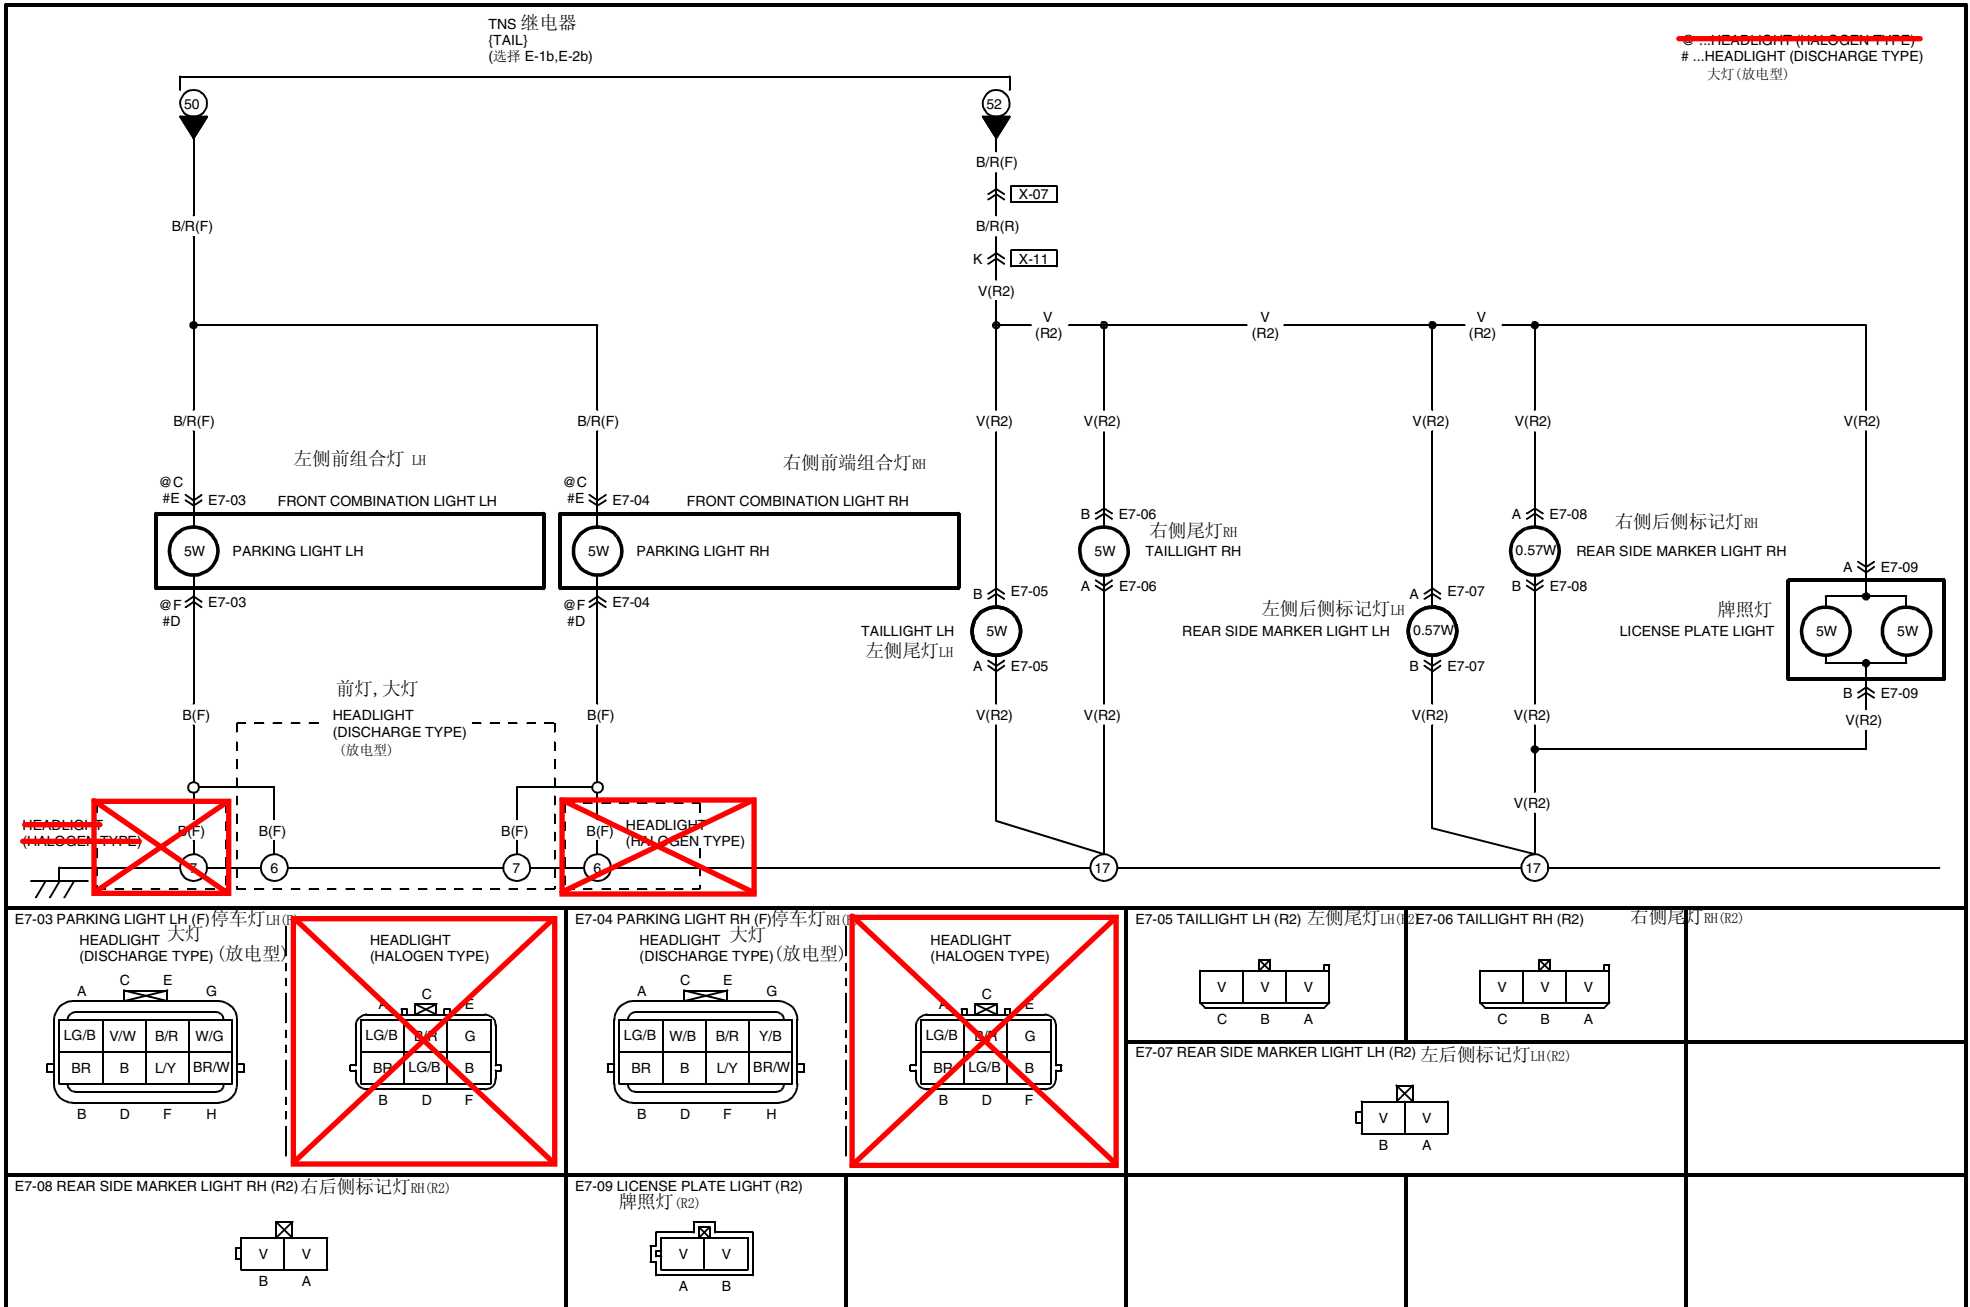 TNS 继电器
{TAIL}
(选择 E-1b,E-2b)
@ ...HEADLIGHT (HALOGEN TYPE)
# ...HEADLIGHT (DISCHARGE TYPE)
大灯(放电型)
50
52
B/R(F)
X-07
B/R(F)
B/R(R)
K
X-11
V(R2)
V
(R2)
V
(R2)
V
(R2)
B/R(F)
B/R(F)
V(R2)
V(R2)
V(R2)
V(R2)
V(R2)
左侧前组合灯 LH
右侧前端组合灯RH
@C
#E
E7-03
FRONT COMBINATION LIGHT LH
@C
#E
E7-04
FRONT COMBINATION LIGHT RH
B
E7-06
右侧尾灯RH
A
E7-08
右侧后侧标记灯RH
5W
PARKING LIGHT LH
5W
PARKING LIGHT RH
5W
TAILLIGHT RH
0.57W
REAR SIDE MARKER LIGHT RH
A
E7-09
A
E7-06
B
E7-08
@F
#D
E7-03
@F
#D
E7-04
B
E7-05
左侧后侧标记灯LH
A
E7-07
牌照灯
TAILLIGHT LH
左侧尾灯LH
5W
REAR SIDE MARKER LIGHT LH
0.57W
LICENSE PLATE LIGHT
5W
5W
A
E7-05
B
E7-07
B
E7-09
前灯,大灯
HEADLIGHT
(DISCHARGE TYPE)
(放电型)
B(F)
B(F)
V(R2)
V(R2)
V(R2)
V(R2)
V(R2)
V(R2)
HEADLIGHT
(HALOGEN TYPE)
B(F)
B(F)
B(F)
B(F)
HEADLIGHT
(HALOGEN TYPE)
7
6
7
6
17
17
E7-03 PARKING LIGHT LH (F)停车灯LH(F
HEADLIGHT 大灯
(DISCHARGE TYPE) (放电型)
A C E G
LG/B V/W B/R W/G
BR B L/Y BR/W
B D F H
HEADLIGHT
(HALOGEN TYPE)
A C E
LG/B B/R G
BR LG/B B
B D F
E7-04 PARKING LIGHT RH (F)停车灯RH(F
HEADLIGHT 大灯
(DISCHARGE TYPE)(放电型)
A C E G
LG/B W/B B/R Y/B
BR B L/Y BR/W
B D F H
HEADLIGHT
(HALOGEN TYPE)
A C E
LG/B B/R G
BR LG/B B
B D F
E7-05 TAILLIGHT LH (R2) 左侧尾灯LH(R2)
V V V
C B A
E7-06 TAILLIGHT RH (R2) 右侧尾灯RH(R2)
V V V
C B A
E7-07 REAR SIDE MARKER LIGHT LH (R2) 左后侧标记灯LH(R2)
V V
B A
E7-08 REAR SIDE MARKER LIGHT RH (R2)右后侧标记灯RH(R2)
V V
B A
E7-09 LICENSE PLATE LIGHT (R2)
牌照灯(R2)
V V
A B